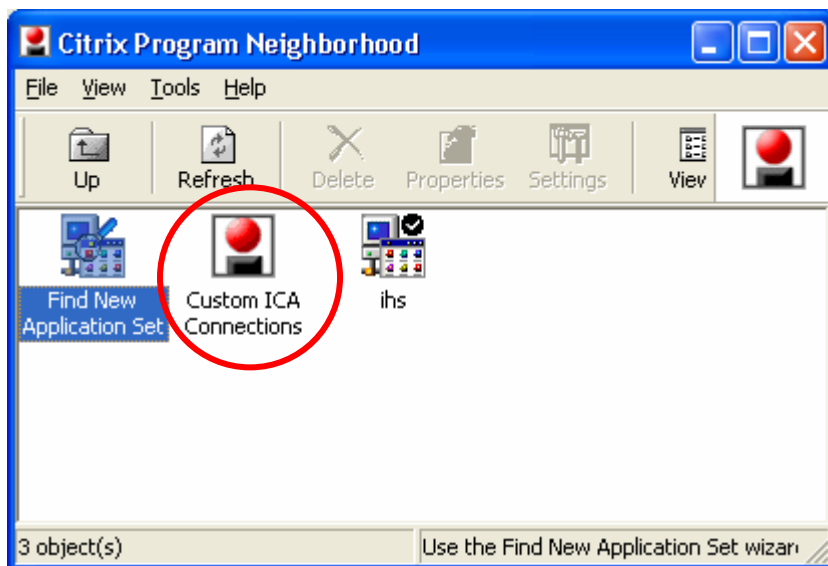 Citrix Program Neighborhood
File View Tools Help
Up Refresh Delete Properties Settings View
Find New
Application Set
Custom ICA
Connections
ihs
3 object(s) Use the Find New Application Set wizar